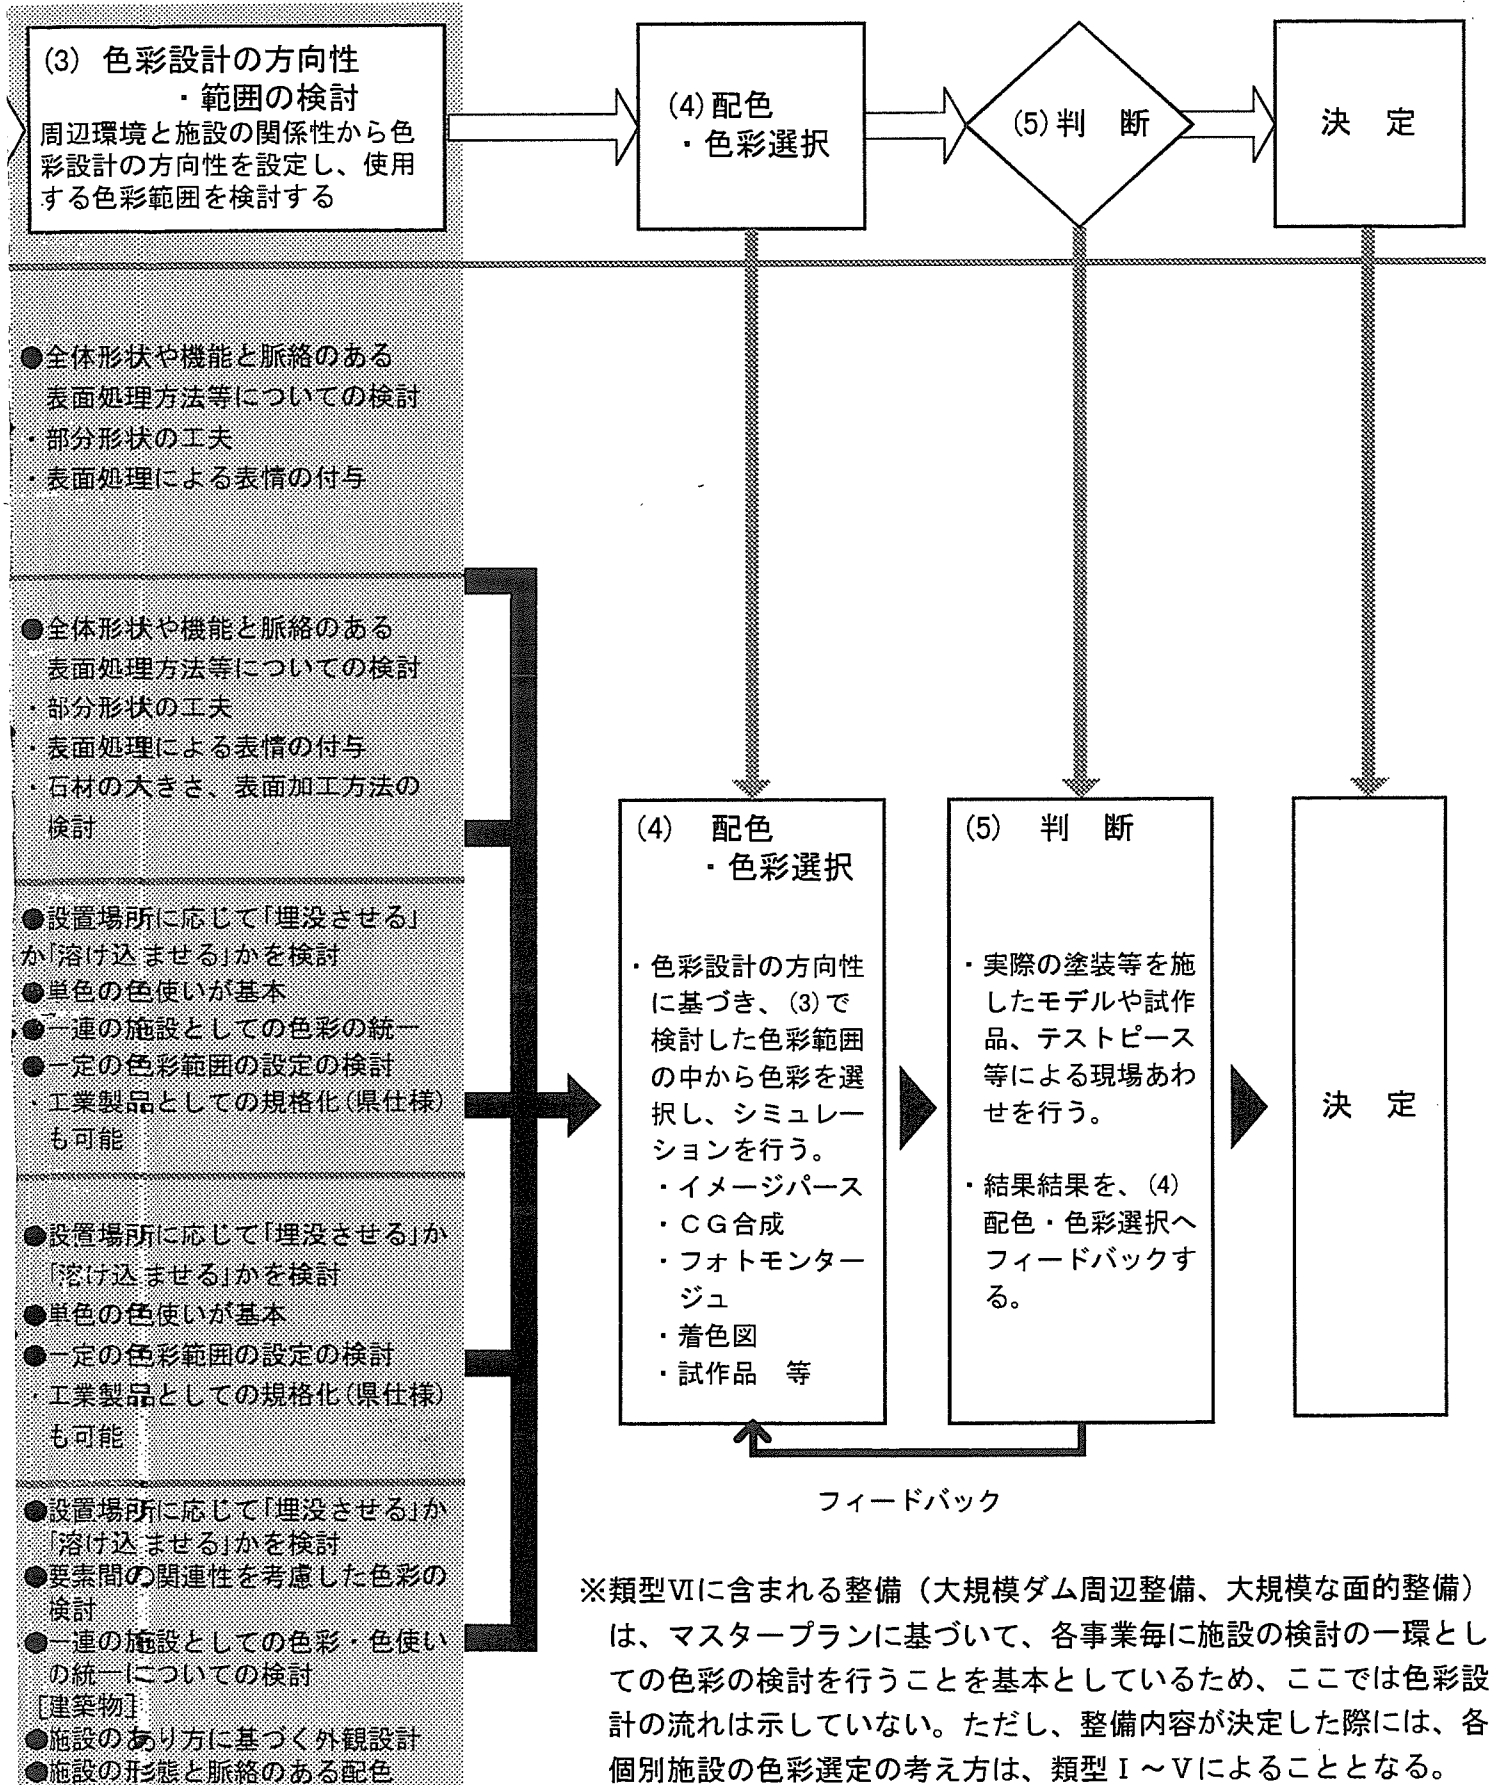 (3) 色彩設計の方向性
・範囲の検討
周辺環境と施設の関係性から色
彩設計の方向性を設定し、使用
する色彩範囲を検討する
(4)配色
・色彩選択
(5)判 断
決 定
●全体形状や機能と脈絡のある
表面処理方法等についての検討
・部分形状の工夫
・表面処理による表情の付与
●全体形状や機能と脈絡のある
表面処理方法等についての検討
・部分形状の工夫
・表面処理による表情の付与
・石材の大きさ、表面加工方法の
検討
●設置場所に応じて「埋没させる」
か「溶け込ませる」かを検討
●単色の色使いが基本
●一連の施設としての色彩の統一
●一定の色彩範囲の設定の検討
・工業製品としての規格化(県仕様)
も可能
●設置場所に応じて「埋没させる」か
「溶け込ませる」かを検討
●単色の色使いが基本
●一定の色彩範囲の設定の検討
・工業製品としての規格化(県仕様)
も可能
●設置場所に応じて「埋没させる」か
「溶け込ませる」かを検討
●要素間の関連性を考慮した色彩の
検討
●一連の施設としての色彩・色使い
の統一についての検討
[建築物]
●施設のあり方に基づく外観設計
●施設の形態と脈絡のある配色
(4) 配色
・色彩選択
・色彩設計の方向性
に基づき、(3)で
検討した色彩範囲
の中から色彩を選
択し、シミュレー
ションを行う。
・イメージパース
・ＣＧ合成
・フォトモンター
ジュ
・着色図
・試作品 等
(5) 判 断
・実際の塗装等を施
したモデルや試作
品、テストピース
等による現場あわ
せを行う。
・結果結果を、(4)
配色・色彩選択へ
フィードバックす
る。
決 定
フィードバック
※類型Ⅵに含まれる整備（大規模ダム周辺整備、大規模な面的整備）
は、マスタープランに基づいて、各事業毎に施設の検討の一環とし
ての色彩の検討を行うことを基本としているため、ここでは色彩設
計の流れは示していない。ただし、整備内容が決定した際には、各
個別施設の色彩選定の考え方は、類型Ⅰ～Ⅴによることとなる。